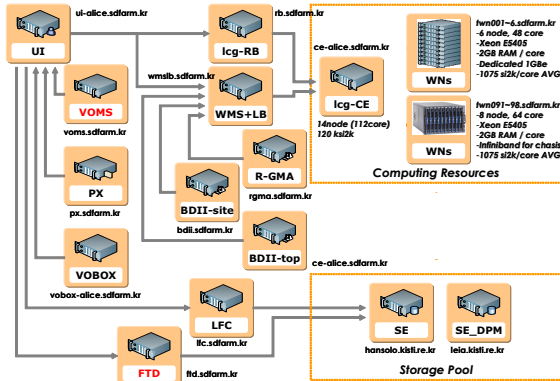 ui-alice.sdfarm.kr
rb.sdfarm.kr
UI
lcg-RB
ce-alice.sdfarm.kr
WNs
fwn001~6.sdfarm.kr
-6 node, 48 core
-Xeon E5405
-2GB RAM / core
-Dedicated 1GBe
-1075 si2k/core AVG
wmslb.sdfarm.kr
VOMS
voms.sdfarm.kr
WMS+LB
lcg-CE
14node (112core)
120 ksi2k
WNs
fwn091~98.sdfarm.kr
-8 node, 64 core
-Xeon E5405
-2GB RAM / core
-Infiniband for chasis
-1075 si2k/core AVG
Computing Resources
PX
px.sdfarm.kr
R-GMA
rgma.sdfarm.kr
BDII-site
bdii.sdfarm.kr
VOBOX
vobox-alice.sdfarm.kr
BDII-top
ce-alice.sdfarm.kr
LFC
lfc.sdfarm.kr
SE
hansolo.kisti.re.kr
SE_DPM
leia.kisti.re.kr
FTD
ftd.sdfarm.kr
Storage Pool